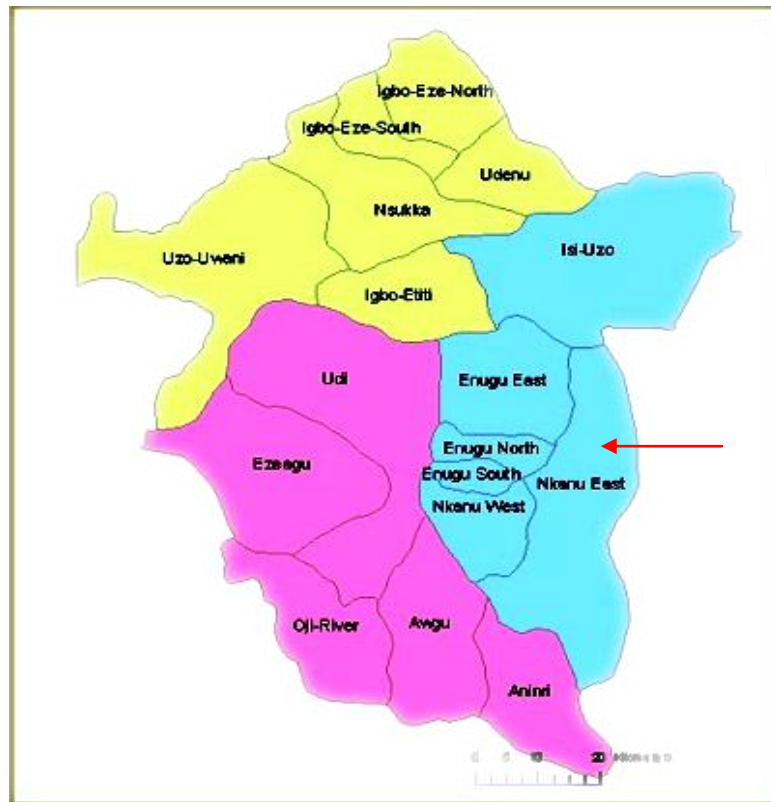 Igbo-Eze-North
Igbo-Eze-South
Udenu
Nsukka
Uzo-Uwani
Isi-Uzo
Igbo-Etiti
Udi
Enugu East
Enugu North
Ezeagu
Enugu South
Nkanu East
Nkanu West
Oji-River
Awgu
Aninri
20